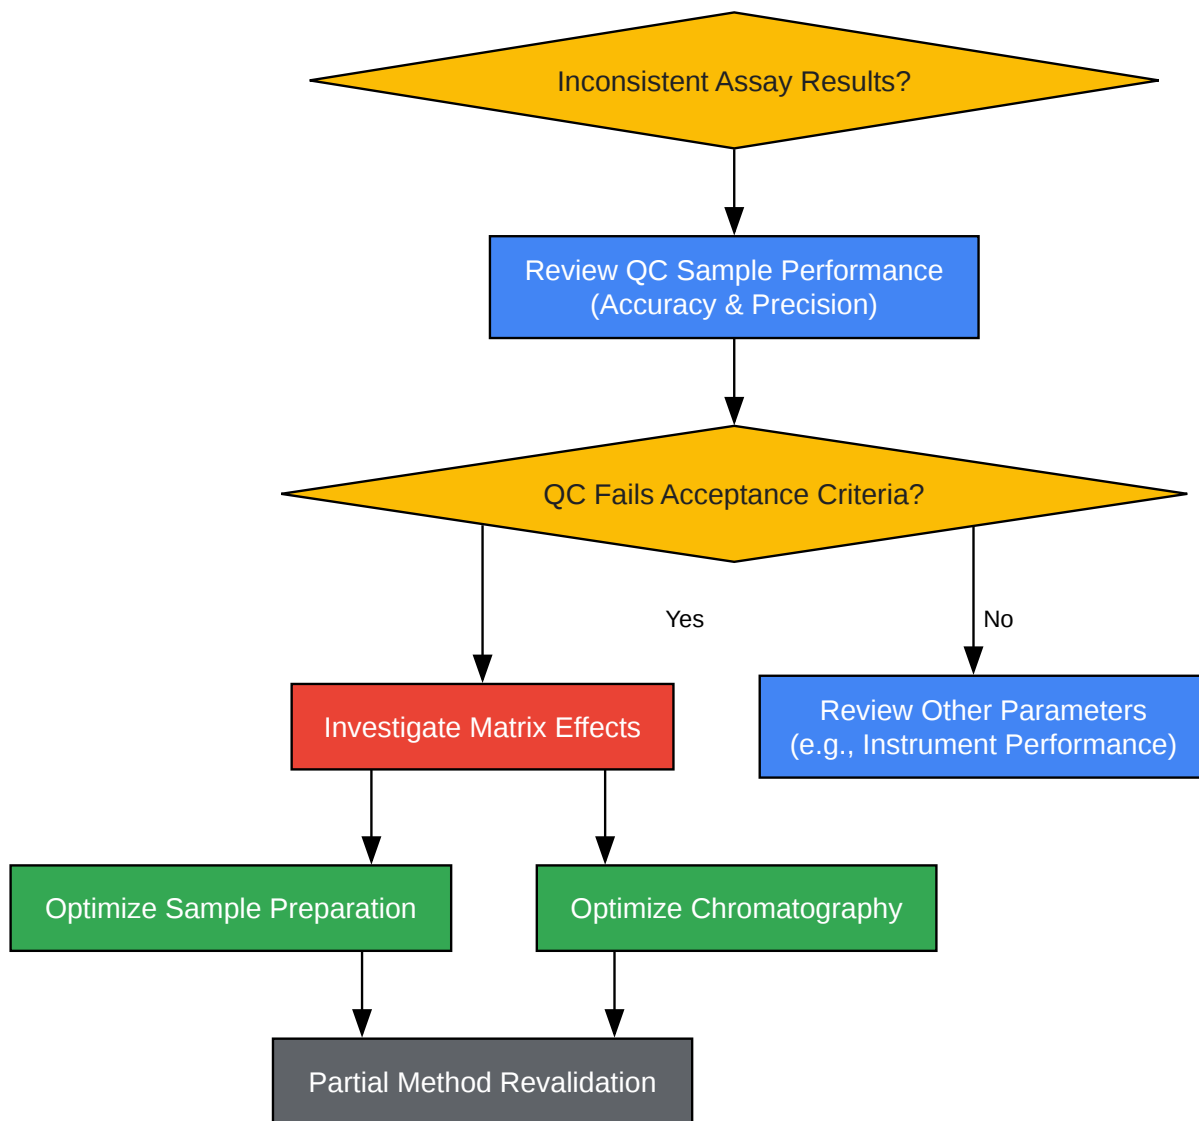 Inconsistent Assay Results?
Review QC Sample Performance
(Accuracy & Precision)
QC Fails Acceptance Criteria?
Yes
No
Investigate Matrix Effects
Review Other Parameters
(e.g., Instrument Performance)
Optimize Sample Preparation
Optimize Chromatography
Partial Method Revalidation